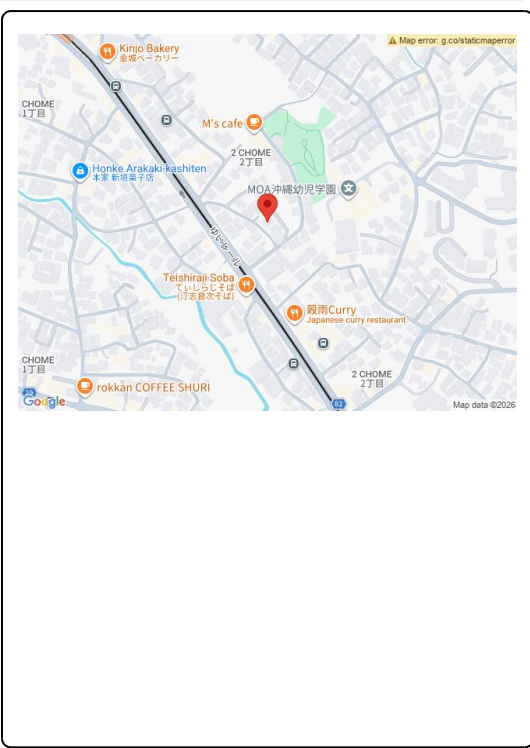 Map error: g.co/staticmaperror
Kinjo Bakery
金城ベーカリー
CHOME
1丁目
M's cafe
2 CHOME
2丁目
Honke Arakaki-kashiten
本家 新垣菓子店
MOA沖縄幼児学園
ゆいレール
Teishiraji Soba
てぃしらじそば
(汀志良次そば)
穀雨Curry
Japanese curry restaurant
CHOME
1丁目
2 CHOME
2丁目
rokkan COFFEE SHURI
82
Google
Map data ©2026